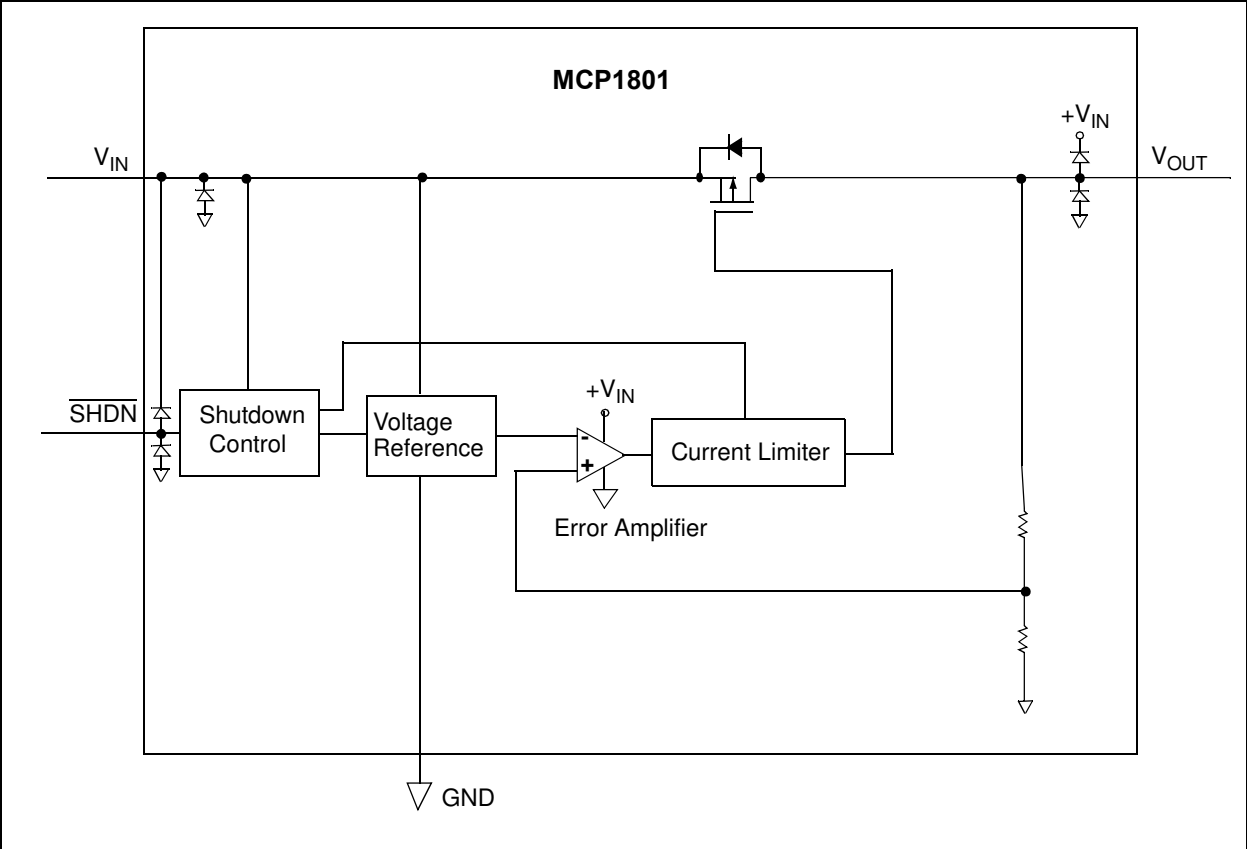 MCP1801
+VIN
VIN
VOUT
SHDN
Shutdown
Control
Voltage
Reference
+VIN
-
+
Current Limiter
Error Amplifier
GND